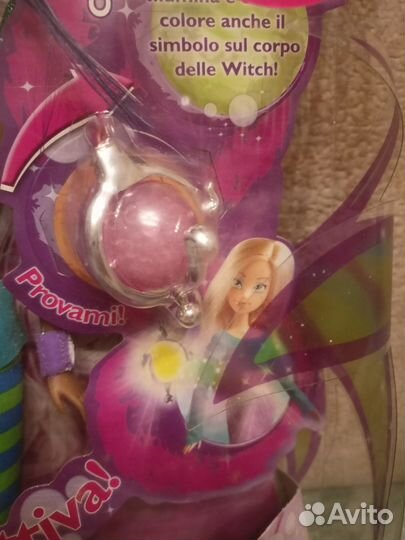 colore anche il
simbolo sul corpo
delle Witch!
Provami!
Avito